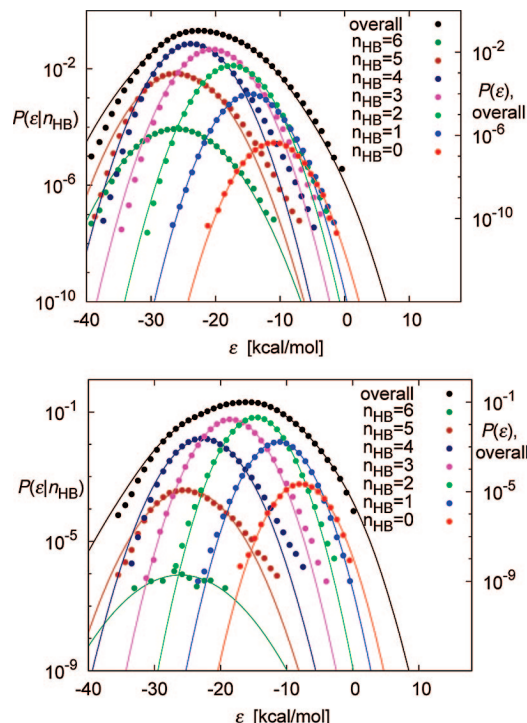 overall
n_HB=6
10^-2
n_HB=5
10^-2
n_HB=4
P(ε|n_HB)
n_HB=3
P(ε),
n_HB=2
overall
n_HB=1
10^-6
n_HB=0
10^-6
10^-10
10^-10
-40 -30 -20 -10 0 10
ε [kcal/mol]
overall
10^-1
10^-1
n_HB=6
n_HB=5
P(ε),
n_HB=4
overall
P(ε|n_HB)
n_HB=3
n_HB=2
10^-5
n_HB=1
n_HB=0
10^-5
10^-9
10^-9
-40 -30 -20 -10 0 10
ε [kcal/mol]